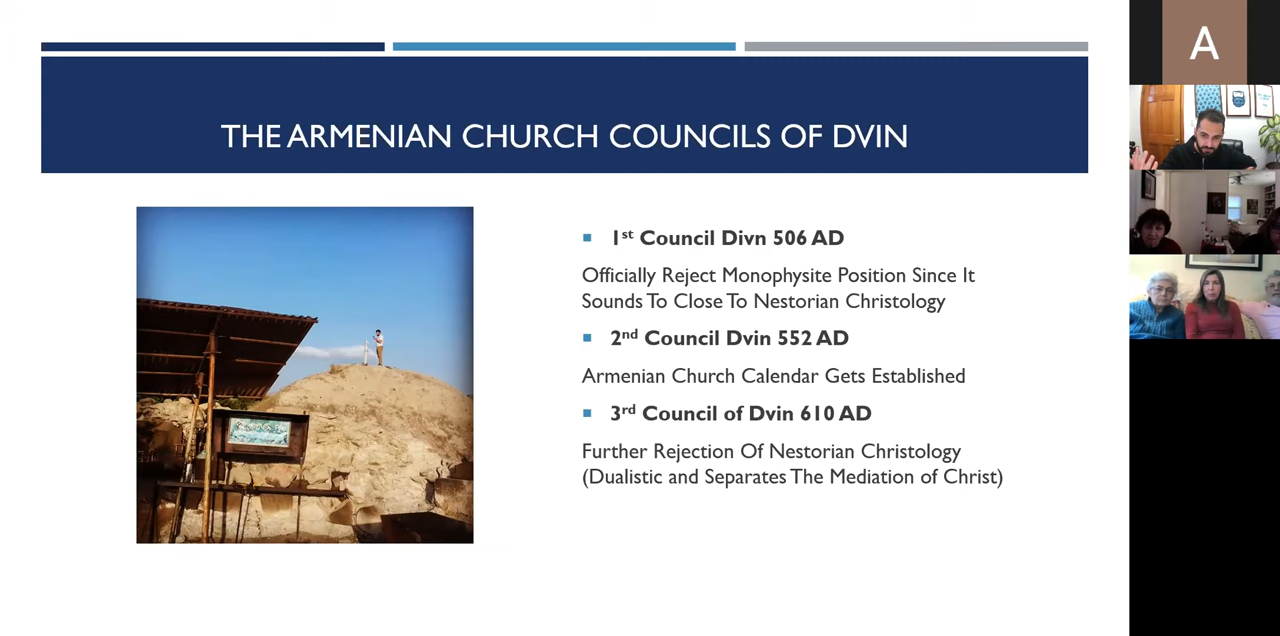 THE ARMENIAN CHURCH COUNCILS OF DVIN
1st Council Divn 506 AD
Officially Reject Monophysite Position Since It
Sounds To Close To Nestorian Christology
2nd Council Dvin 552 AD
Armenian Church Calendar Gets Established
3rd Council of Dvin 610 AD
Further Rejection Of Nestorian Christology
(Dualistic and Separates The Mediation of Christ)
A